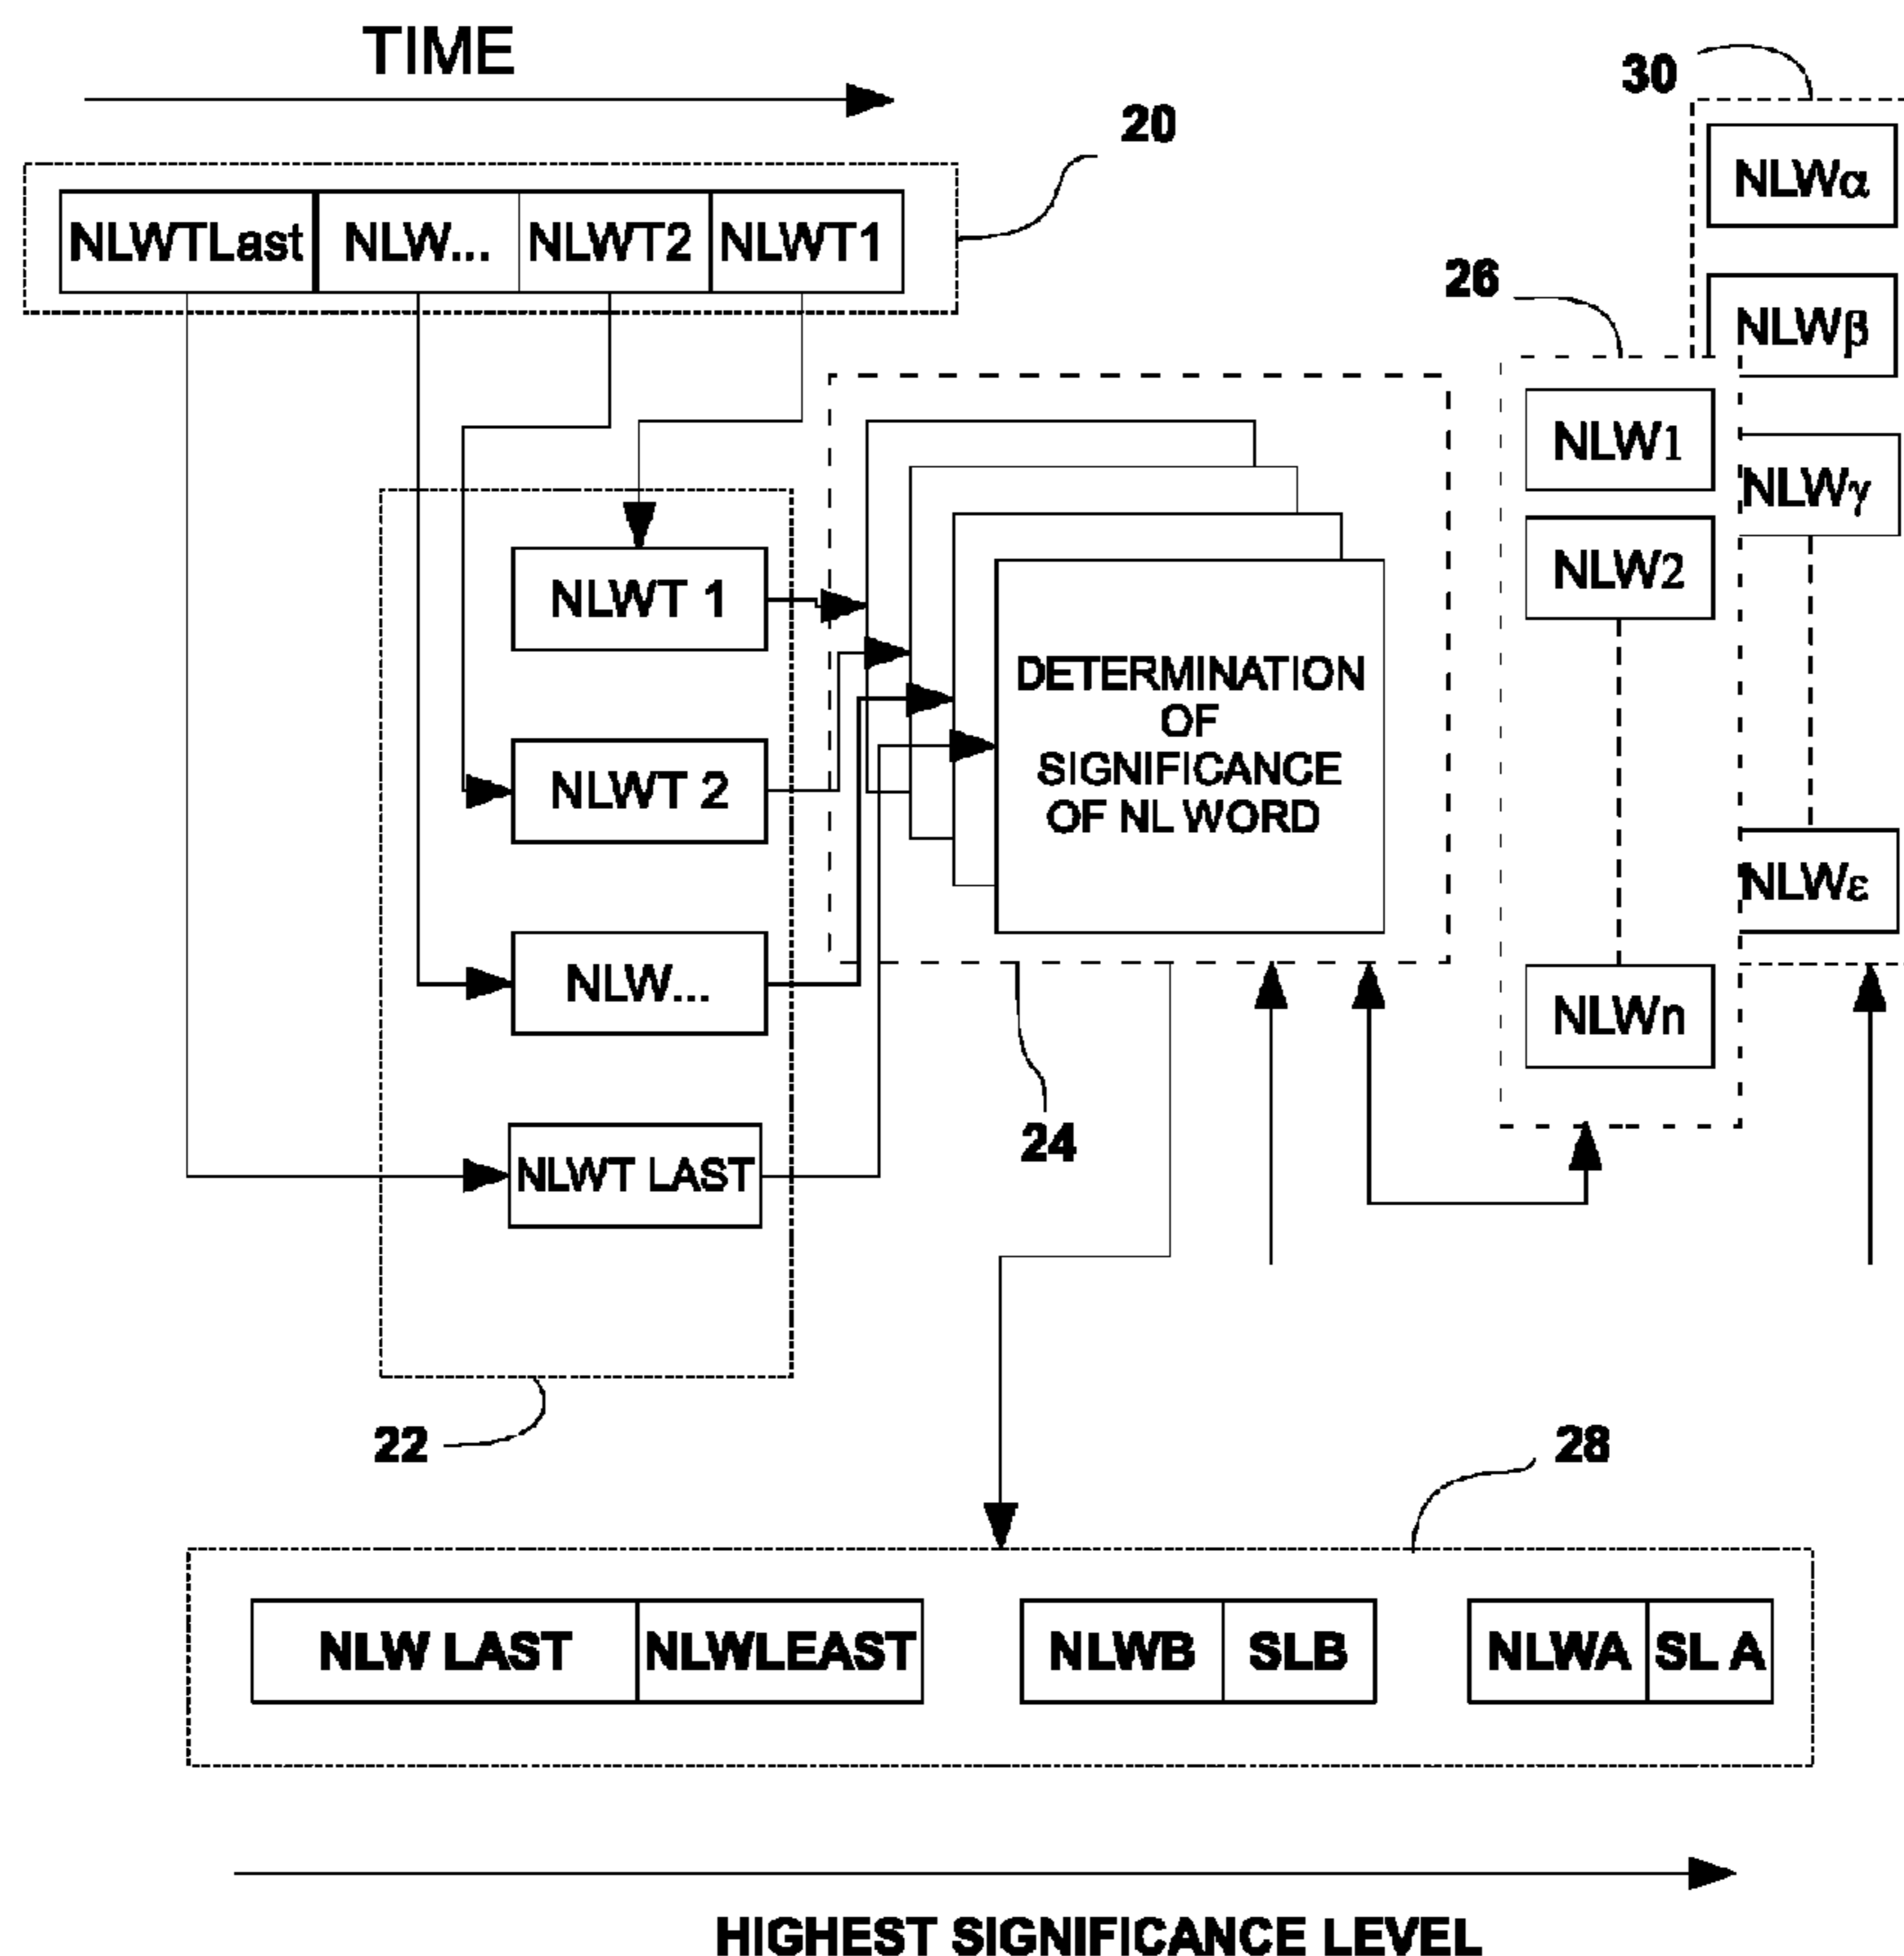 TIME
30
20
NLWα
NLWTLast NLW... NLWT2 NLWT1
26
NLWβ
NLW1
NLWγ
NLW2
NLWT 1
DETERMINATION
OF
SIGNIFICANCE
OF NL WORD
NLWT 2
NLWε
NLW...
NLWn
24
NLWT LAST
22
28
NLW LAST NLWLEAST NLWB SLB NLWA SL A
HIGHEST SIGNIFICANCE LEVEL